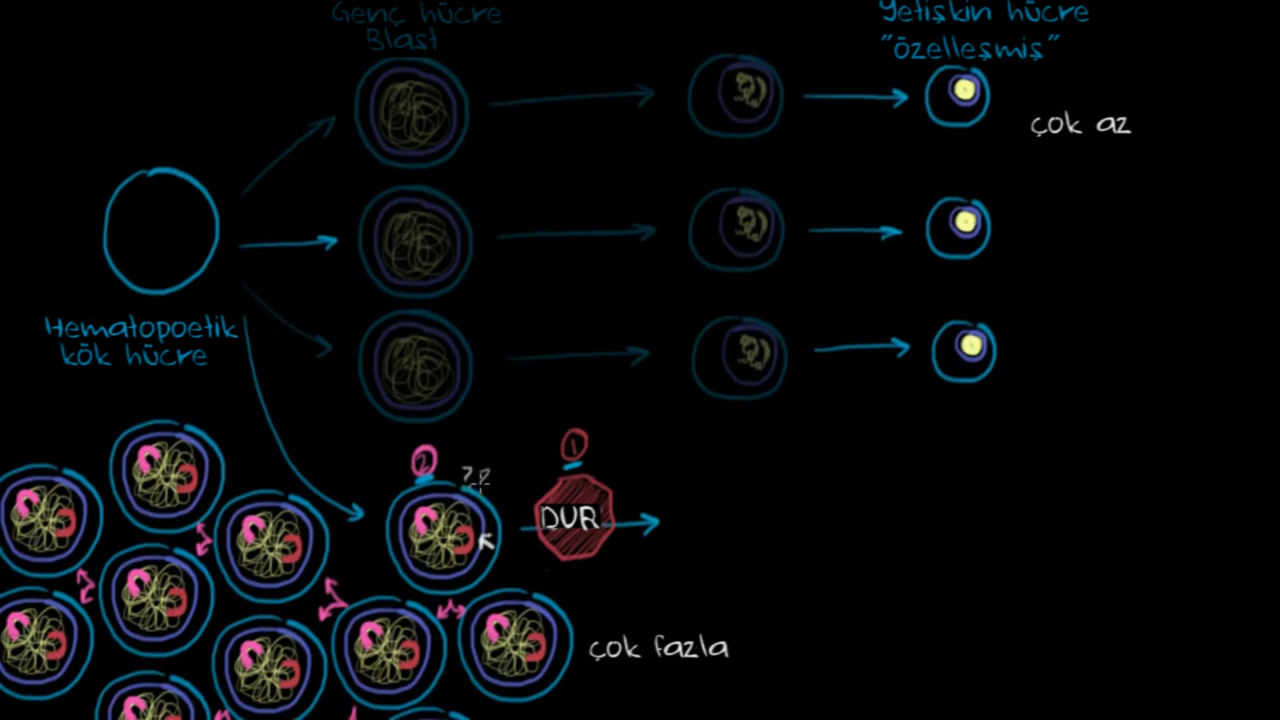 Genç hücre
Blast
Yetişkin hücre
"özelleşmiş"
çok az
Hematopoetik
kök hücre
2
1
DUR
çok fazla